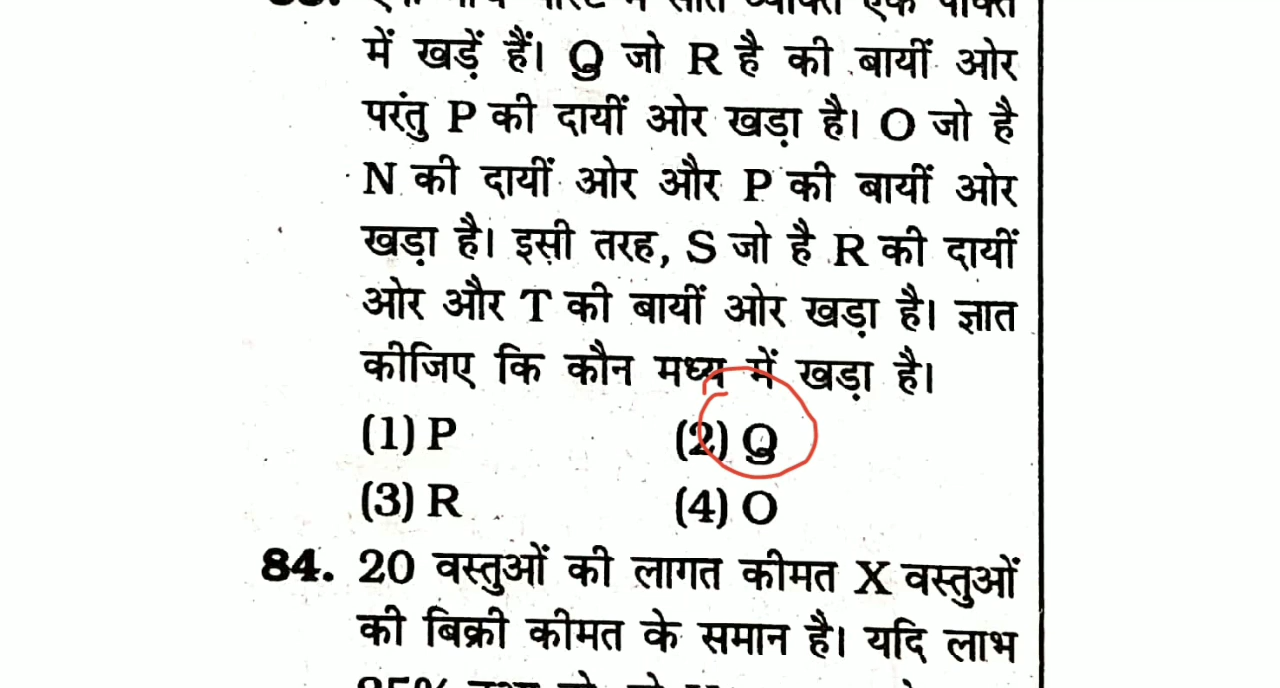 में खड़ें हैं। Q जो R है की बायीं ओर
परंतु P की दायीं ओर खड़ा है। O जो है
N की दायीं ओर और P की बायीं ओर
खड़ा है। इसी तरह, S जो है R की दायीं
ओर और T की बायीं ओर खड़ा है। ज्ञात
कीजिए कि कौन मध्य में खड़ा है।
(1) P (2) Q
(3) R (4) O
84. 20 वस्तुओं की लागत कीमत X वस्तुओं
की बिक्री कीमत के समान है। यदि लाभ